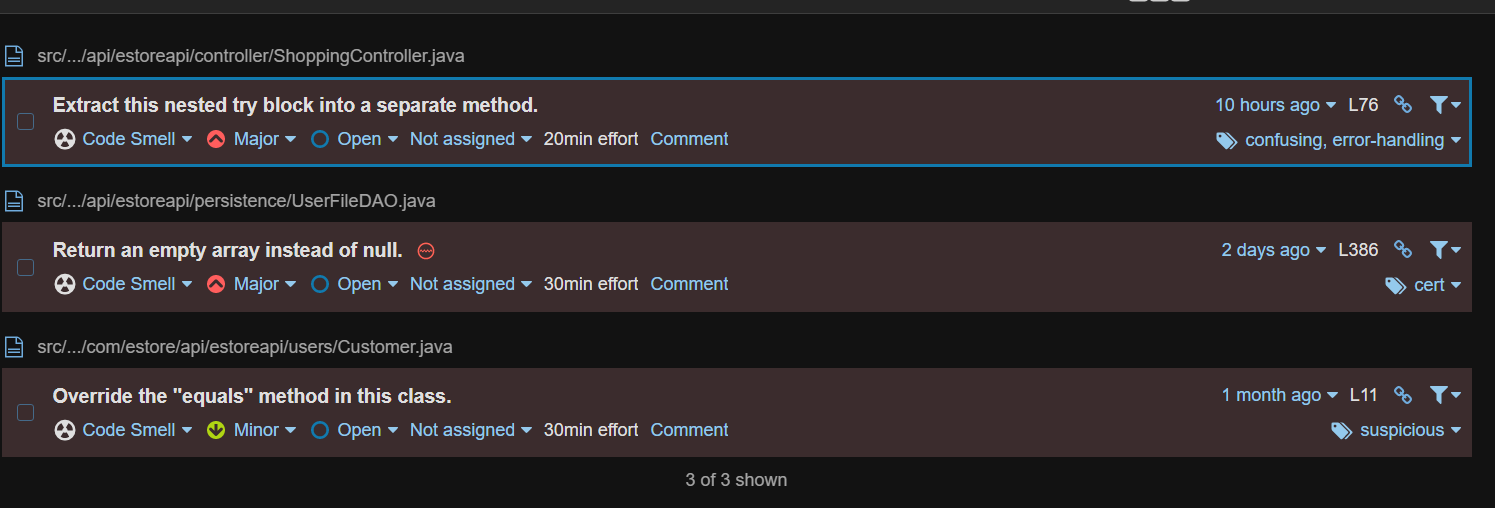 src/.../api/estoreapi/controller/ShoppingController.java
Extract this nested try block into a separate method.
10 hours ago L76
Code Smell Major Open Not assigned 20min effort Comment
confusing, error-handling
src/.../api/estoreapi/persistence/UserFileDAO.java
Return an empty array instead of null.
2 days ago L386
Code Smell Major Open Not assigned 30min effort Comment
cert
src/.../com/estore/api/estoreapi/users/Customer.java
Override the "equals" method in this class.
1 month ago L11
Code Smell Minor Open Not assigned 30min effort Comment
suspicious
3 of 3 shown